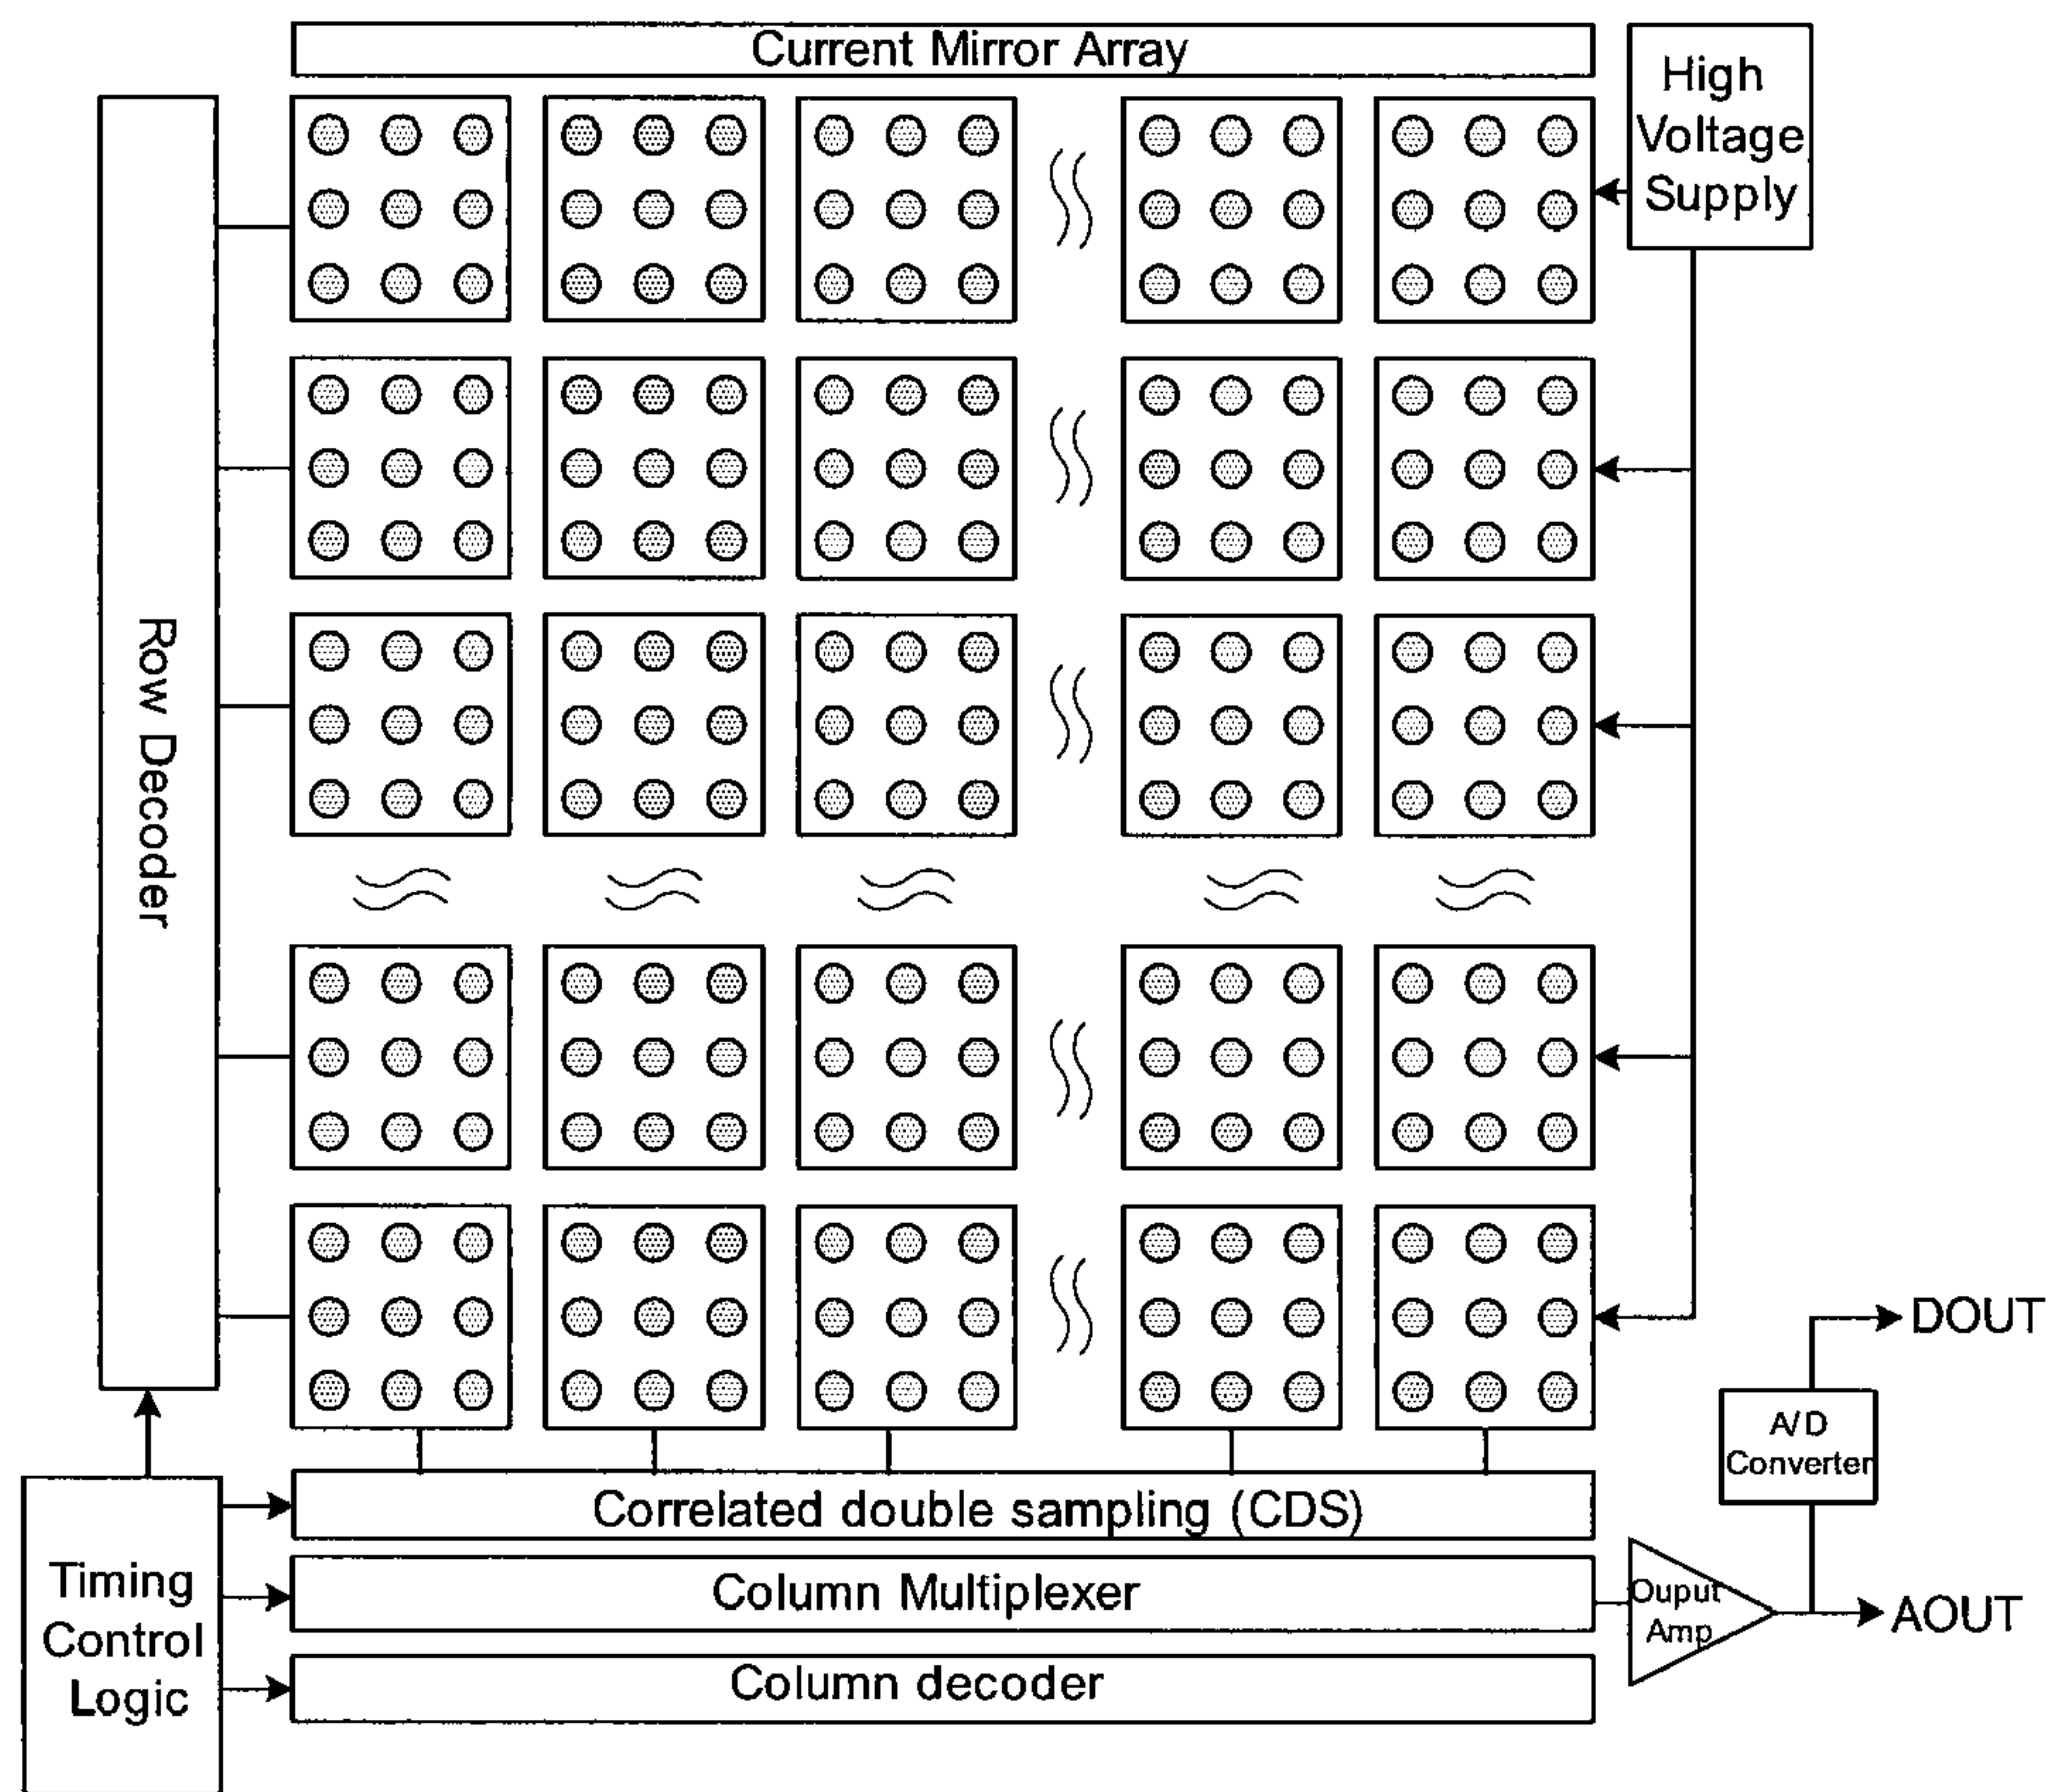 Current Mirror Array
High
Voltage
Supply
Row Decoder
DOUT
A/D
Converter
Correlated double sampling (CDS)
Timing
Control
Logic
Column Multiplexer
Ouput
Amp
AOUT
Column decoder